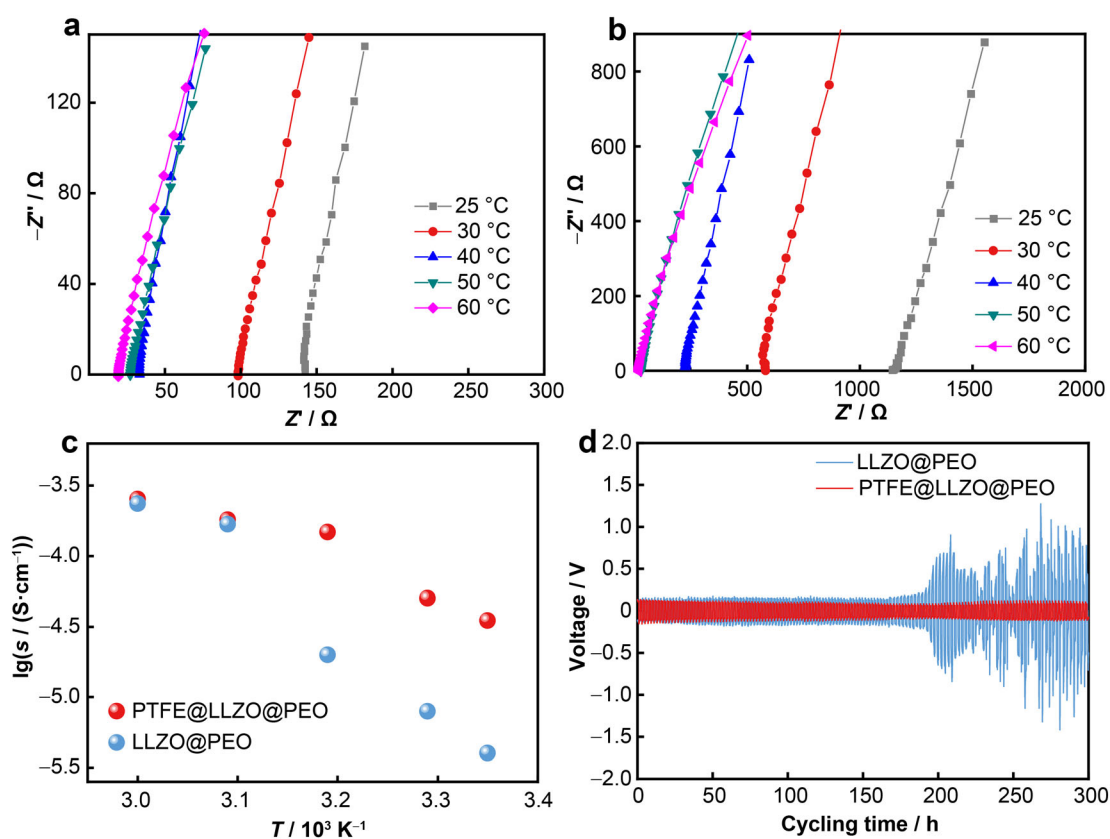 a
120
80
40
0
−Z″ / Ω
50
100
150
200
250
300
Z′ / Ω
25 °C
30 °C
40 °C
50 °C
60 °C
b
800
600
400
200
0
−Z″ / Ω
500
1000
1500
2000
Z′ / Ω
25 °C
30 °C
40 °C
50 °C
60 °C
c
−3.5
−4.0
−4.5
−5.0
−5.5
lg(s / (S·cm⁻¹))
PTFE@LLZO@PEO
LLZO@PEO
3.0
3.1
3.2
3.3
3.4
T / 10³ K⁻¹
d
2.0
1.5
1.0
0.5
0
−0.5
−1.0
−1.5
−2.0
Voltage / V
LLZO@PEO
PTFE@LLZO@PEO
0
50
100
150
200
250
300
Cycling time / h